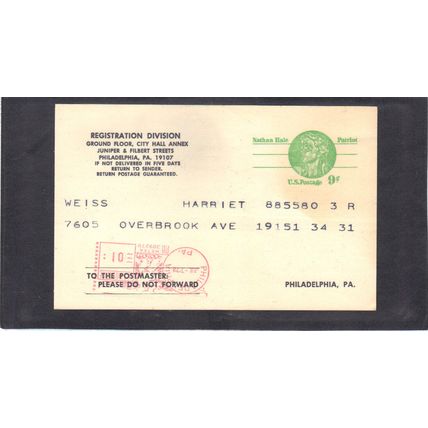 REGISTRATION DIVISION
GROUND FLOOR, CITY HALL ANNEX
JUNIPER & FILBERT STREETS
PHILADELPHIA, PA. 19107
IF NOT DELIVERED IN FIVE DAYS
RETURN TO SENDER.
RETURN POSTAGE GUARANTEED.
Nathan Hale Patriot
U.S. Postage 9¢
WEISS HARRIET 885580 3 R
7605 OVERBROOK AVE 19151 34 31
TO THE POSTMASTER:
PLEASE DO NOT FORWARD
PHILADELPHIA, PA.